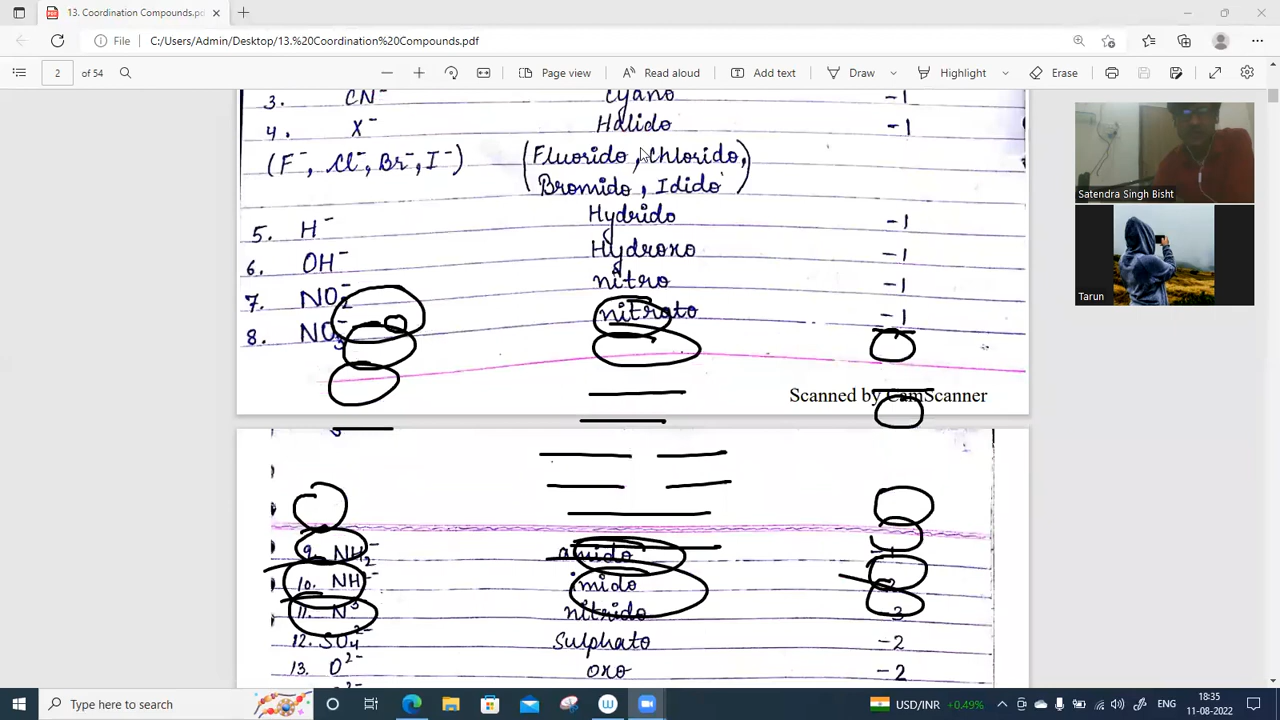 13. Coordination Compounds.pdf
File C:/Users/Admin/Desktop/13.%20Coordination%20Compounds.pdf
2 of 54 Page view Read aloud Add text Draw Highlight Erase
3. CN⁻ Cyano -1
4. X⁻ Halido -1
(F⁻, Cl⁻, Br⁻, I⁻) (Fluorido, Chlorido,
Bromido, Idido)
5. H⁻ Hydrido -1
6. OH⁻ Hydroxo -1
7. NO₂⁻ nitro -1
8. NO₃⁻ nitrato -1
Scanned by CamScanner
9. NH₂⁻ amido -1
10. NH²⁻ imido
11. N³⁻ nitrido -3
12. SO₄²⁻ Sulphato -2
13. O²⁻ oxo -2
Satendra Singh Bisht
Tarun
Type here to search USD/INR +0.49% 08:35
11-08-2022